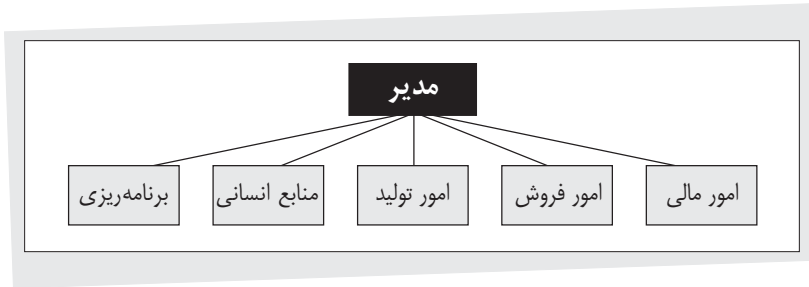 مدیر
امور مالی
امور فروش
امور تولید
منابع انسانی
برنامه‌ریزی